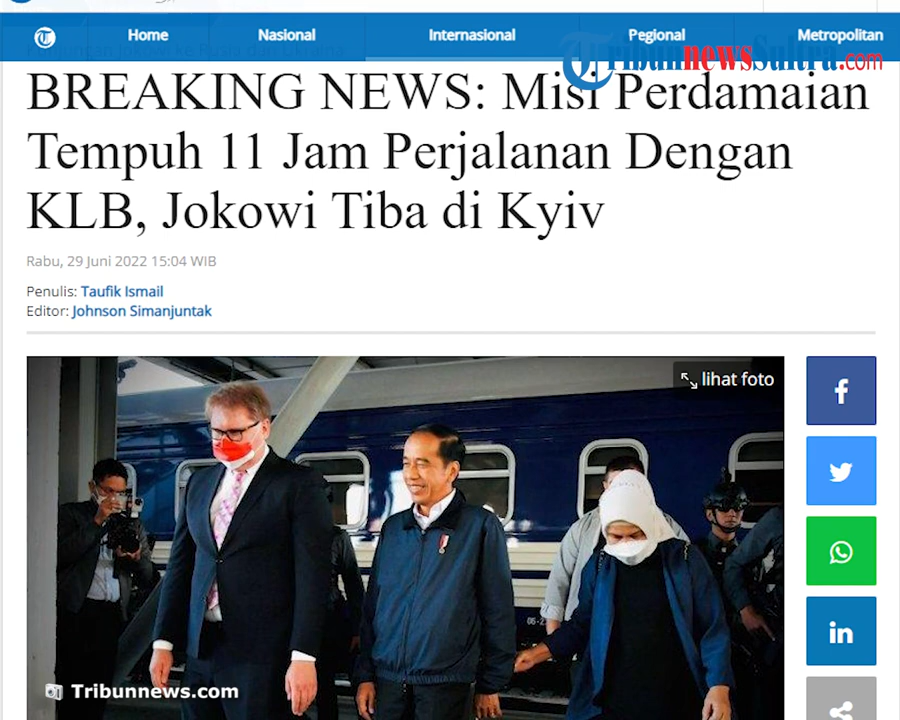 Home Nasional Internasional Pegional Metropolitan
TribunnewsSultra.com
BREAKING NEWS: Misi Perdamaian
Tempuh 11 Jam Perjalanan Dengan
KLB, Jokowi Tiba di Kyiv
Rabu, 29 Juni 2022 15:04 WIB
Penulis: Taufik Ismail
Editor: Johnson Simanjuntak
lihat foto
Tribunnews.com